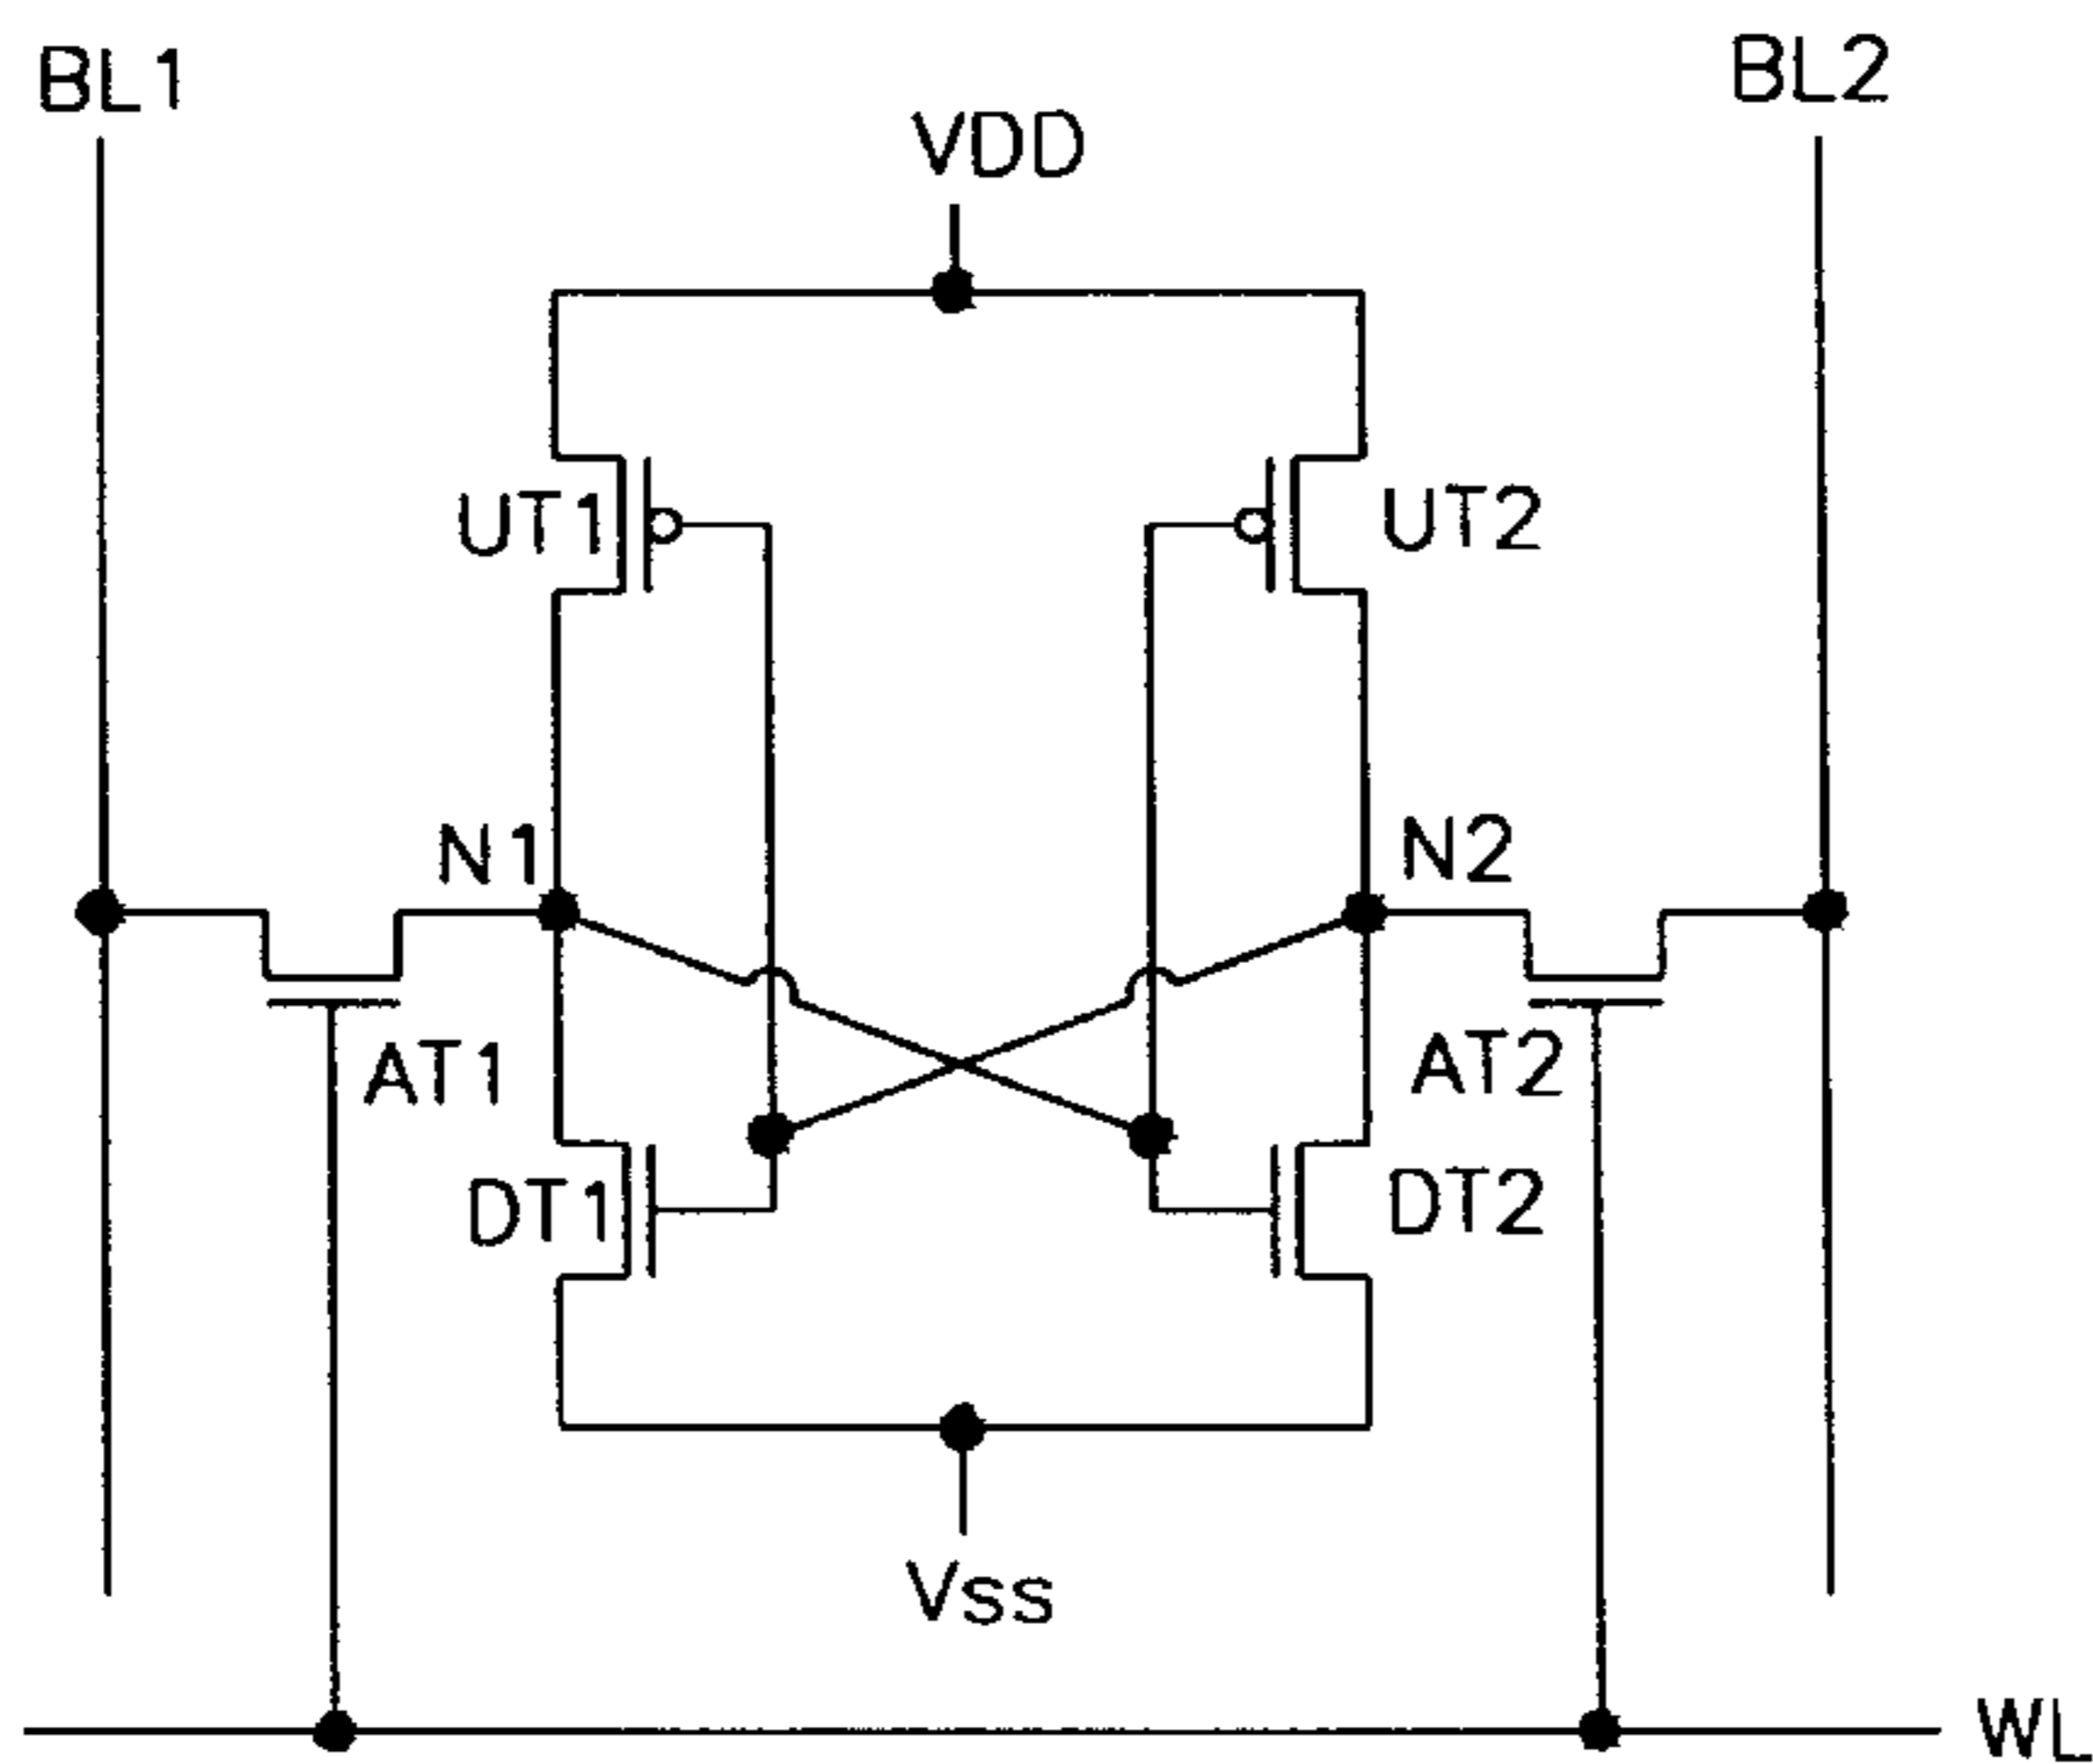 BL1
BL2
VDD
UT1
UT2
N1
N2
AT1
AT2
DT1
DT2
Vss
WL